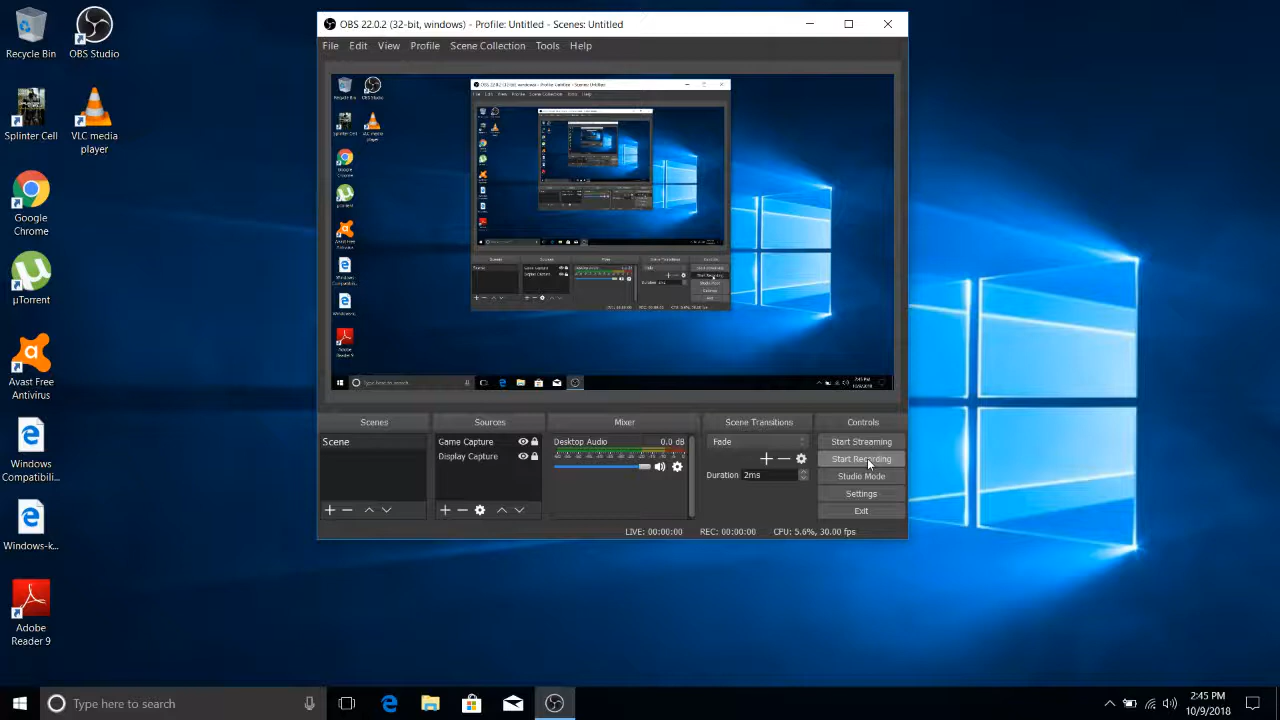 Recycle Bin
OBS Studio
Splinter Cell
VLC media
player
Google
Chrome
µTorrent
Avast Free
Antivirus
Windows
Compatibil...
Windows-k...
Adobe
Reader 9
OBS 22.0.2 (32-bit, windows) - Profile: Untitled - Scenes: Untitled
File Edit View Profile Scene Collection Tools Help
Scenes
Scene
Sources
Game Capture
Display Capture
Mixer
Desktop Audio 0.0 dB
Scene Transitions
Fade
Duration 2ms
Controls
Start Streaming
Start Recording
Studio Mode
Settings
Exit
LIVE: 00:00:00 REC: 00:00:00 CPU: 5.6%, 30.00 fps
Type here to search
2:45 PM
10/9/2018